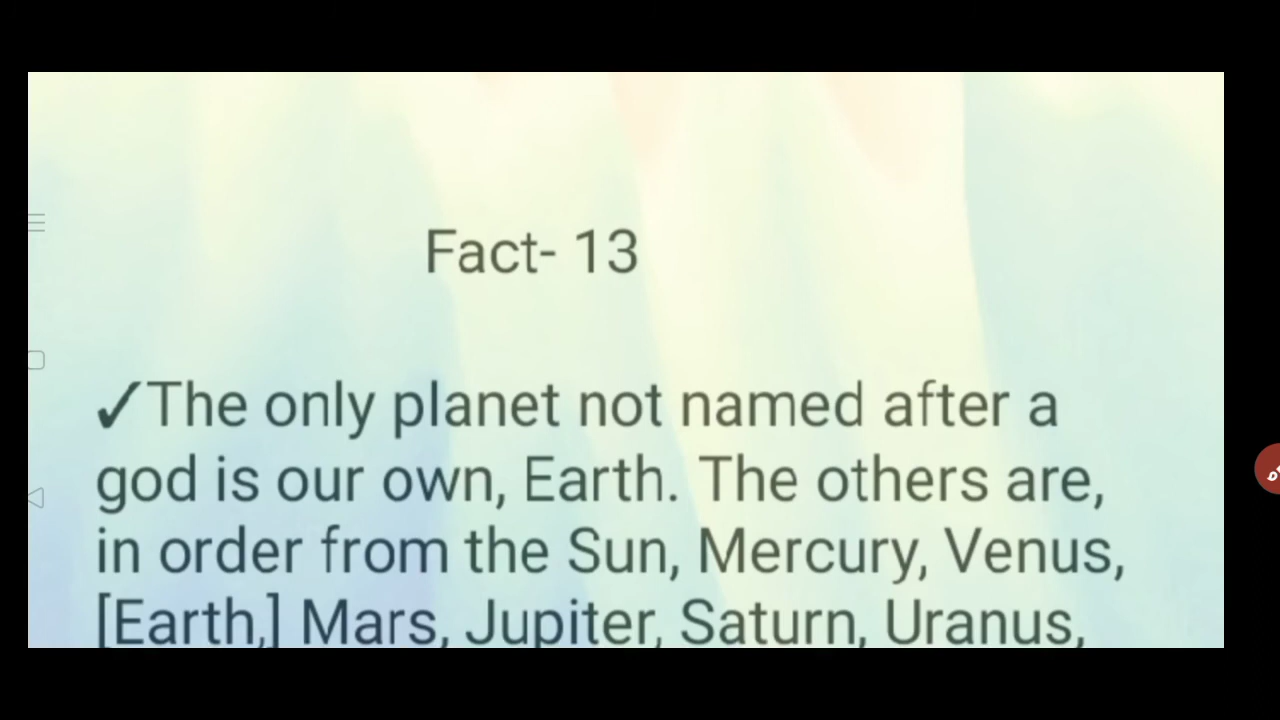 Fact- 13
✓The only planet not named after a
god is our own, Earth. The others are,
in order from the Sun, Mercury, Venus,
[Earth,] Mars, Jupiter, Saturn, Uranus,